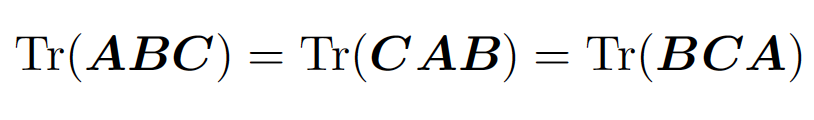 Tr(ABC) = Tr(CAB) = Tr(BCA)